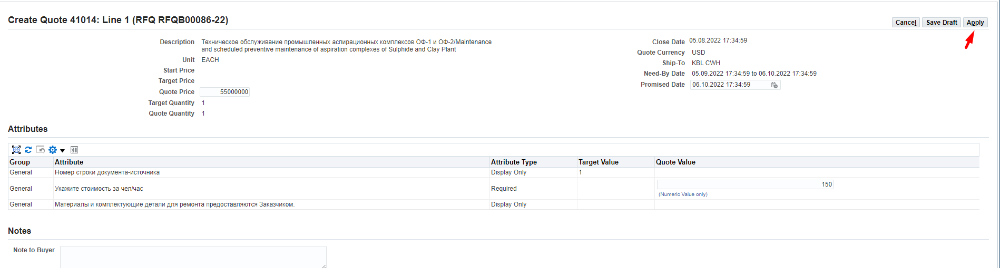 Create Quote 41014: Line 1 (RFQ RFQB00086-22)
Cancel Save Draft Apply
Description Техническое обслуживание промышленных аспирационных комплексов ОФ-1 и ОФ-2/Maintenance
and scheduled preventive maintenance of aspiration complexes of Sulphide and Clay Plant
Unit EACH
Start Price
Target Price
Quote Price 55000000
Target Quantity 1
Quote Quantity 1
Close Date 05.08.2022 17:34:59
Quote Currency USD
Ship-To KBL CWH
Need-By Date 05.09.2022 17:34:59 to 06.10.2022 17:34:59
Promised Date 06.10.2022 17:34:59
Attributes
Group Attribute Attribute Type Target Value Quote Value
General Номер строки документа-источника Display Only 1
General Укажите стоимость за чел/час Required 150
(Numeric Value only)
General Материалы и комплектующие детали для ремонта предоставляются Заказчиком. Display Only
Notes
Note to Buyer